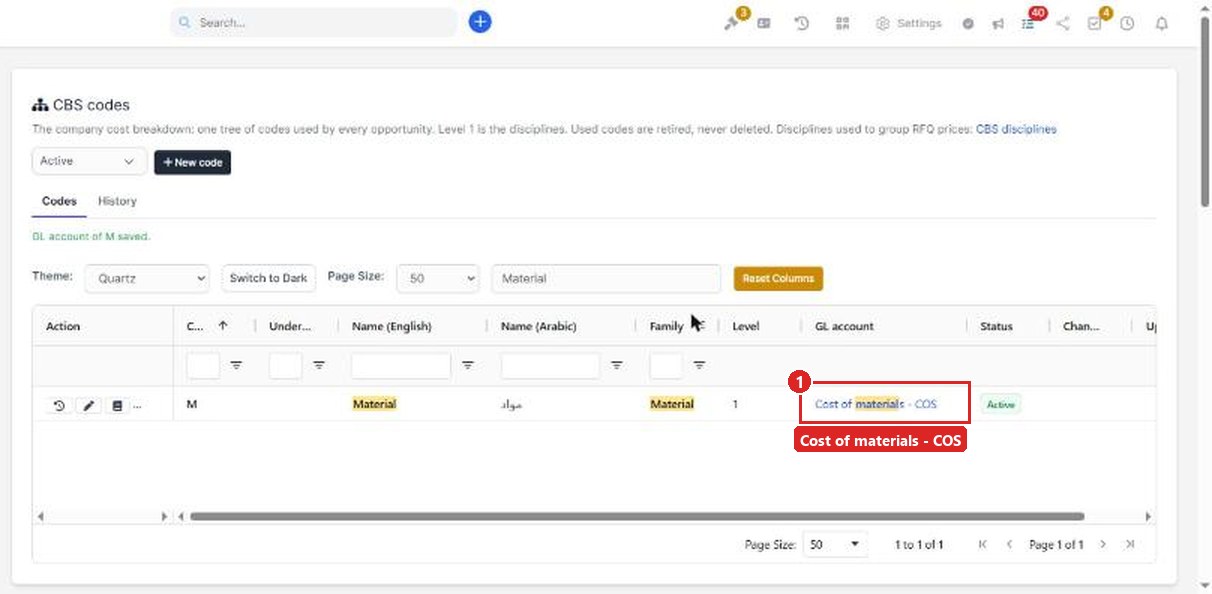 Search...
3
Settings
40
4
CBS codes
The company cost breakdown: one tree of codes used by every opportunity. Level 1 is the disciplines. Used codes are retired, never deleted. Disciplines used to group RFQ prices: CBS disciplines
Active
+ New code
Codes History
GL account of M saved.
Theme: Quartz Switch to Dark Page Size: 50 Material Reset Columns
Action C... Under... Name (English) Name (Arabic) Family Level GL account Status Chan...
1
... M Material مواد Material 1 Cost of materials - COS Active
Cost of materials - COS
Page Size: 50 1 to 1 of 1 Page 1 of 1